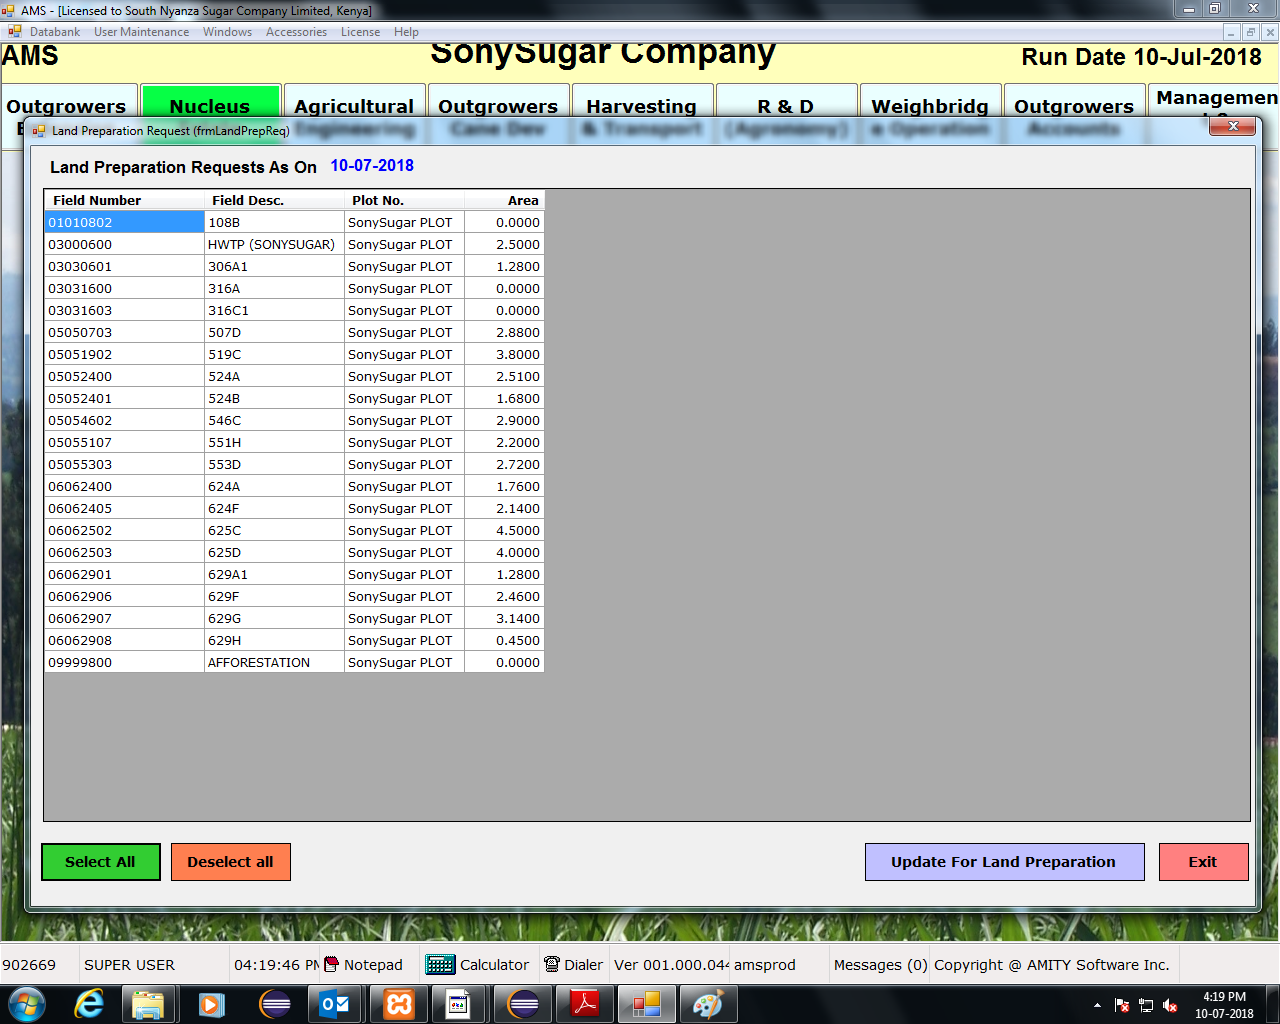 AMS - [Licensed to South Nyanza Sugar Company Limited, Kenya]
Databank User Maintenance Windows Accessories License Help
AMS SonySugar Company Run Date 10-Jul-2018
Outgrowers Nucleus Agricultural Outgrowers Harvesting R & D Weighbridg Outgrowers Managemen
Engineering Cane Dev & Transport (Agronomy) e Operation Accounts
Land Preparation Request (frmLandPrepReq)
Land Preparation Requests As On 10-07-2018
Field Number Field Desc. Plot No. Area
01010802 108B SonySugar PLOT 0.0000
03000600 HWTP (SONYSUGAR) SonySugar PLOT 2.5000
03030601 306A1 SonySugar PLOT 1.2800
03031600 316A SonySugar PLOT 0.0000
03031603 316C1 SonySugar PLOT 0.0000
05050703 507D SonySugar PLOT 2.8800
05051902 519C SonySugar PLOT 3.8000
05052400 524A SonySugar PLOT 2.5100
05052401 524B SonySugar PLOT 1.6800
05054602 546C SonySugar PLOT 2.9000
05055107 551H SonySugar PLOT 2.2000
05055303 553D SonySugar PLOT 2.7200
06062400 624A SonySugar PLOT 1.7600
06062405 624F SonySugar PLOT 2.1400
06062502 625C SonySugar PLOT 4.5000
06062503 625D SonySugar PLOT 4.0000
06062901 629A1 SonySugar PLOT 1.2800
06062906 629F SonySugar PLOT 2.4600
06062907 629G SonySugar PLOT 3.1400
06062908 629H SonySugar PLOT 0.4500
09999800 AFFORESTATION SonySugar PLOT 0.0000
Select All Deselect all Update For Land Preparation Exit
902669 SUPER USER 04:19:46 PM Notepad Calculator Dialer Ver 001.000.044 amsprod Messages (0) Copyright @ AMITY Software Inc.
4:19 PM
10-07-2018